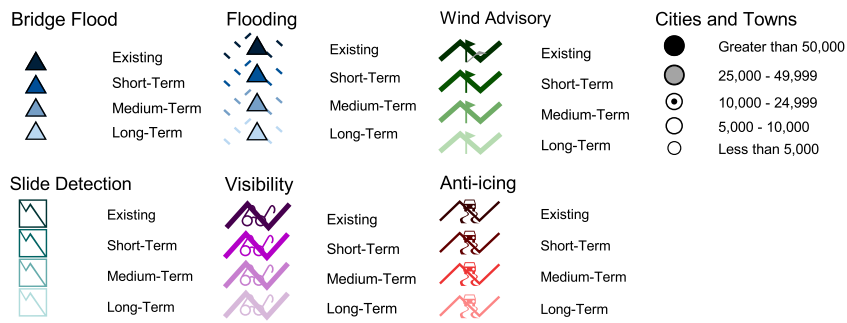 Bridge Flood
Existing
Short-Term
Medium-Term
Long-Term
Flooding
Existing
Short-Term
Medium-Term
Long-Term
Wind Advisory
Existing
Short-Term
Medium-Term
Long-Term
Cities and Towns
Greater than 50,000
25,000 - 49,999
10,000 - 24,999
5,000 - 10,000
Less than 5,000
Slide Detection
Existing
Short-Term
Medium-Term
Long-Term
Visibility
Existing
Short-Term
Medium-Term
Long-Term
Anti-icing
Existing
Short-Term
Medium-Term
Long-Term